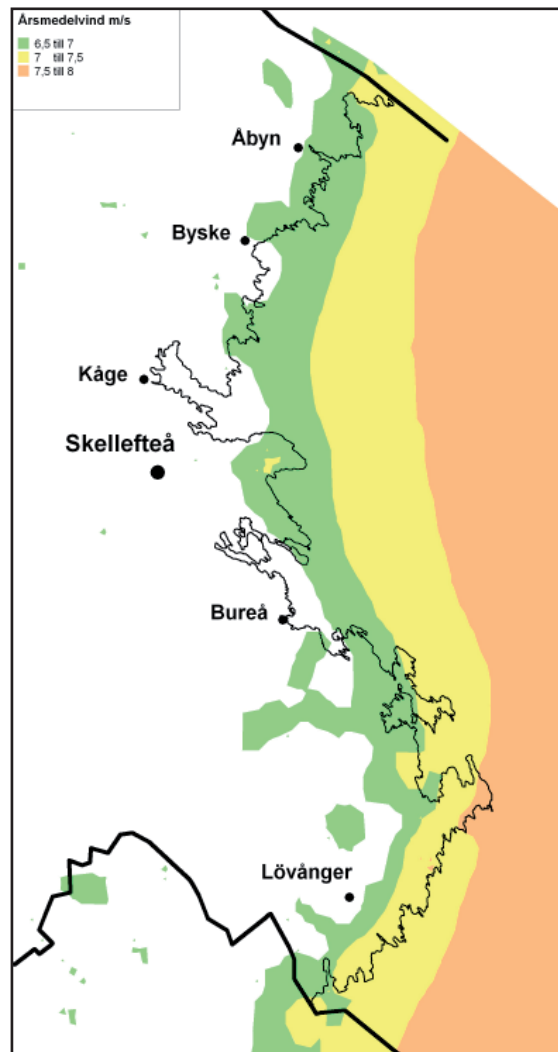 Årsmedelvind m/s
6,5 till 7
7 till 7,5
7,5 till 8
Åbyn
Byske
Kåge
Skellefteå
Bureå
Lövånger